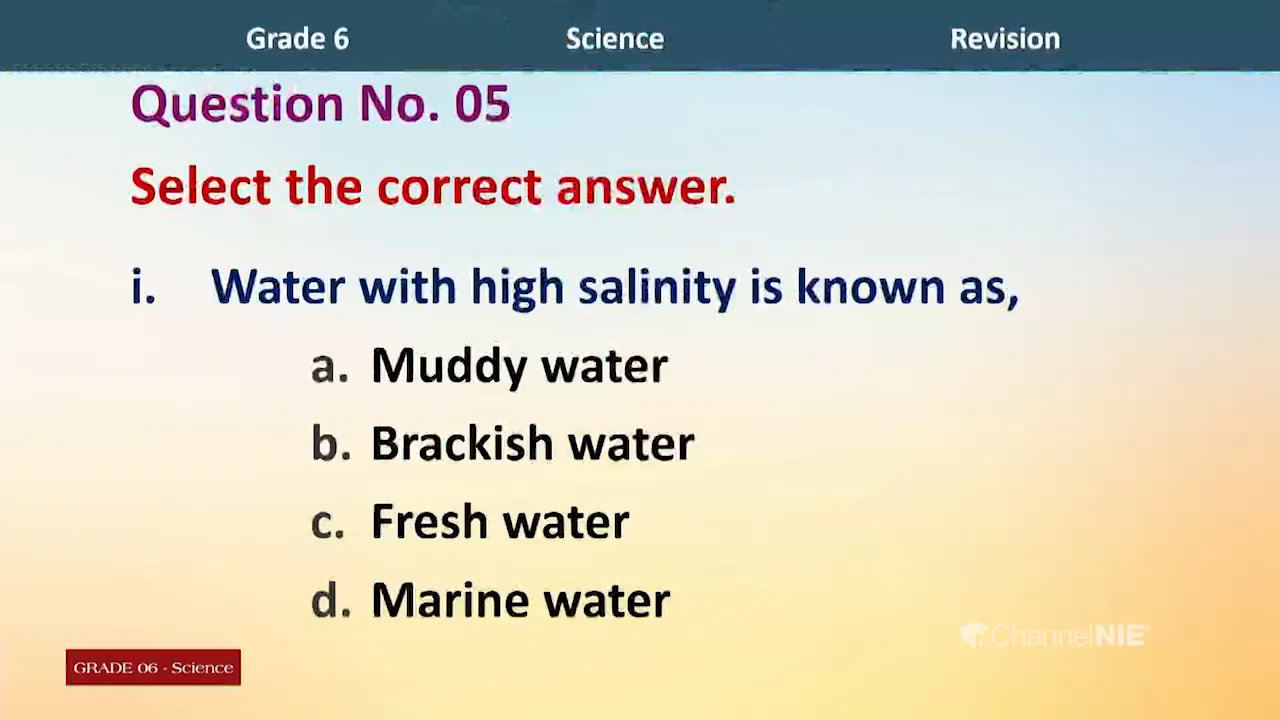 Grade 6 Science Revision
Question No. 05
Select the correct answer.
i. Water with high salinity is known as,
a. Muddy water
b. Brackish water
c. Fresh water
d. Marine water
ChannelNIE
GRADE 06 - Science